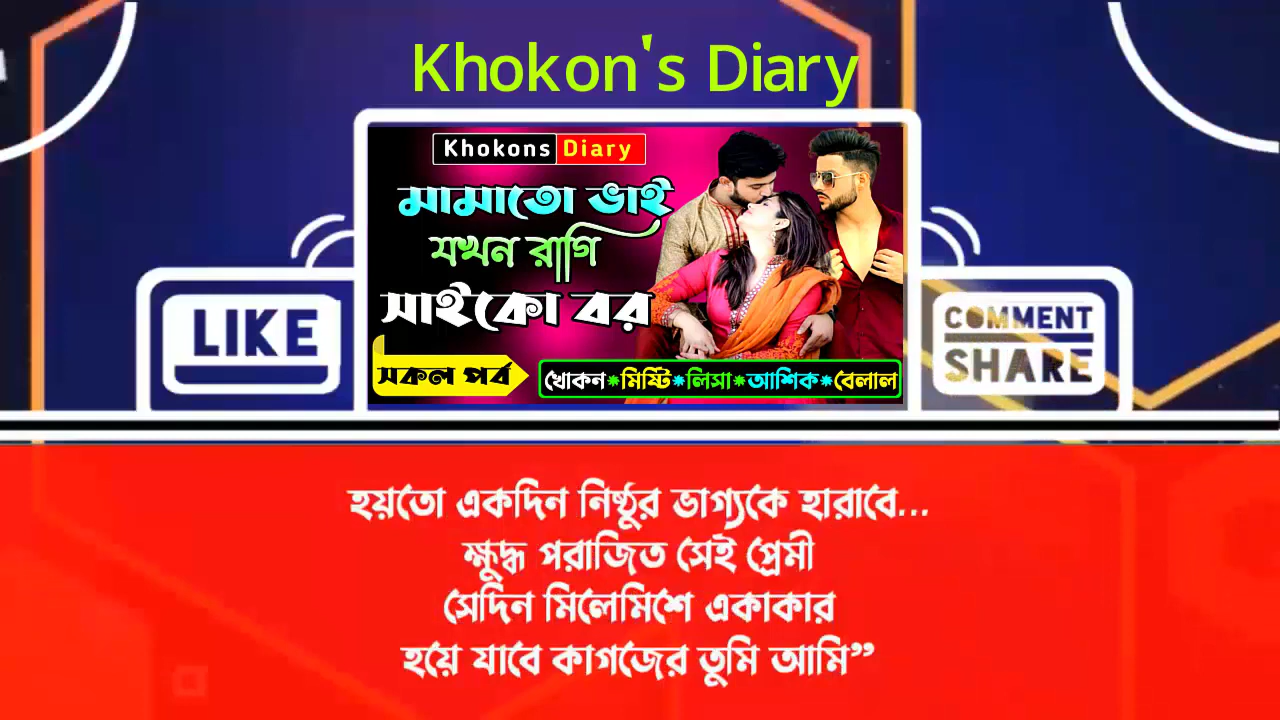 Khokon's Diary
Khokons Diary
মামাতো ভাই
যখন রাগি
সাইকো বর
সকল পর্ব
খোকন*মিষ্টি*লিসা*আশিক*বেলাল
LIKE
COMMENT
SHARE
হয়তো একদিন নিষ্ঠুর ভাগ্যকে হারাবে...
ক্ষুদ্ধ পরাজিত সেই প্রেমী
সেদিন মিলেমিশে একাকার
হয়ে যাবে কাগজের তুমি আমি”